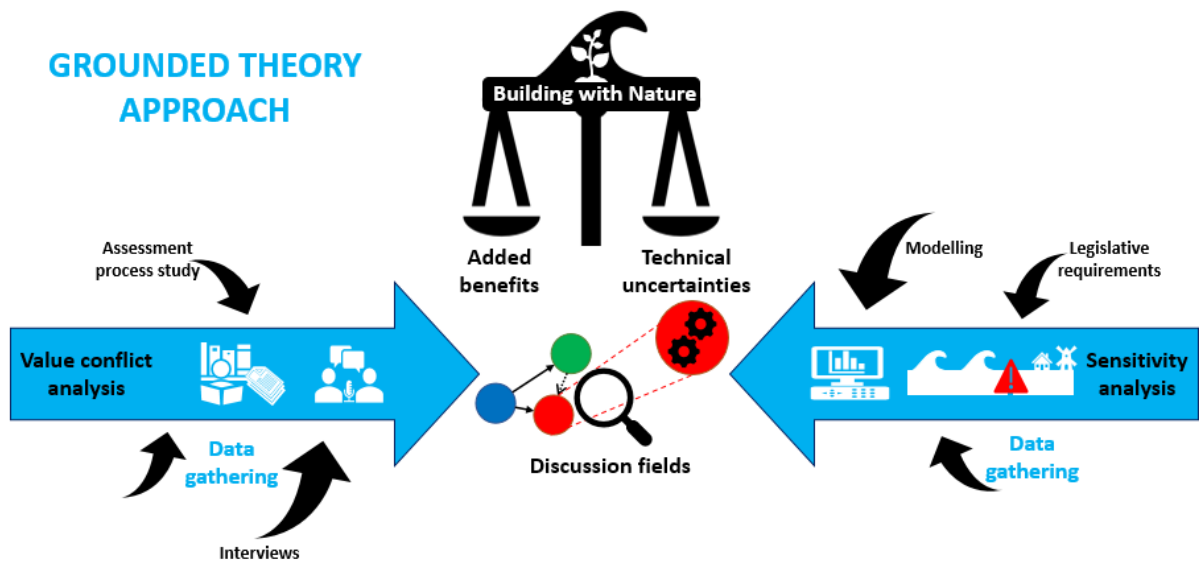 GROUNDED THEORY
APPROACH
Building with Nature
Added
benefits
Technical
uncertainties
Assessment
process study
Modelling
Legislative
requirements
Value conflict
analysis
Sensitivity
analysis
Data
gathering
Discussion fields
Data
gathering
Interviews